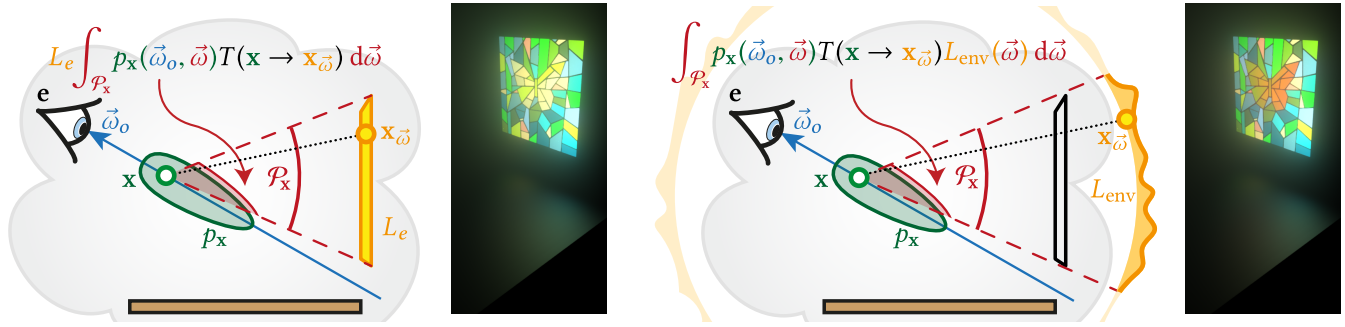 L_e ∫_{𝒫_x} p_x(ω⃗_o, ω⃗)T(x → x_ω⃗) dω⃗
e
ω⃗_o
x_ω⃗
x
𝒫_x
p_x
L_e
∫_{𝒫_x} p_x(ω⃗_o, ω⃗)T(x → x_ω⃗)L_env(ω⃗) dω⃗
e
ω⃗_o
x_ω⃗
x
𝒫_x
L_env
p_x